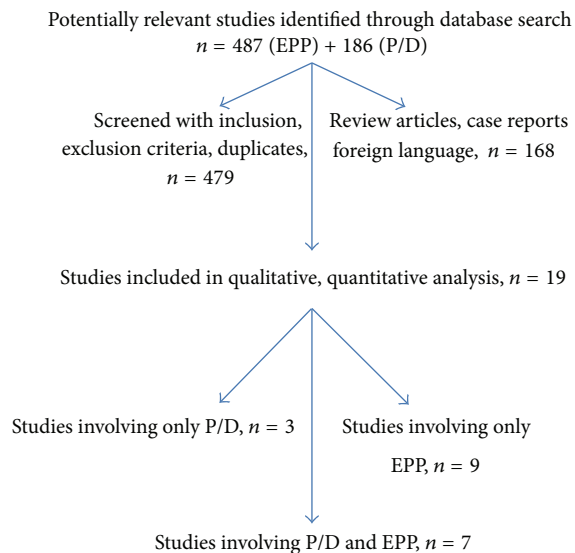 Potentially relevant studies identified through database search
n = 487 (EPP) + 186 (P/D)
Screened with inclusion,
exclusion criteria, duplicates,
n = 479
Review articles, case reports
foreign language, n = 168
Studies included in qualitative, quantitative analysis, n = 19
Studies involving only P/D, n = 3
Studies involving only
EPP, n = 9
Studies involving P/D and EPP, n = 7